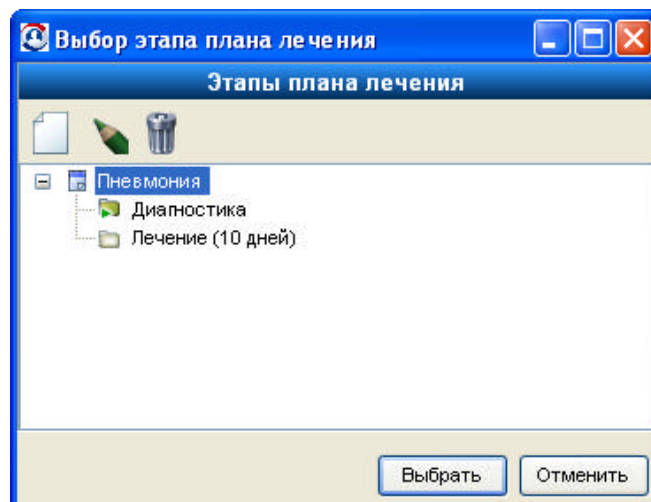 Выбор этапа плана лечения
Этапы плана лечения
Пневмония
Диагностика
Лечение (10 дней)
Выбрать
Отменить